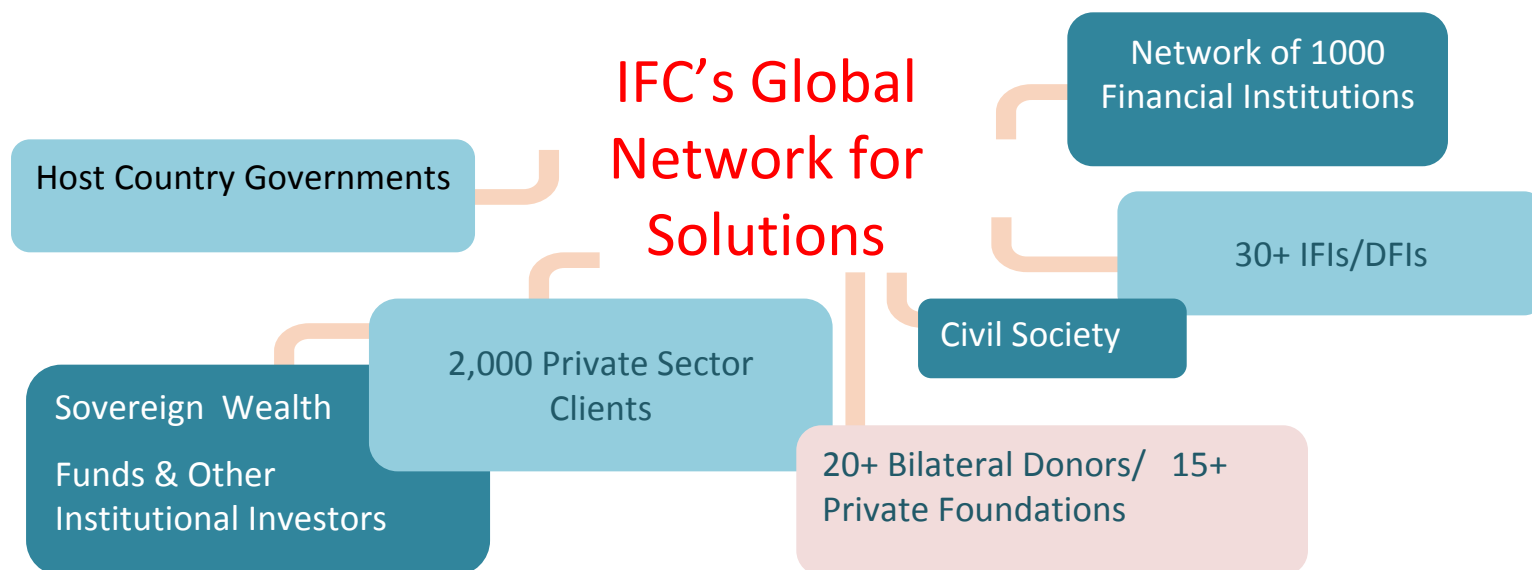 IFC’s Global
Network for
Solutions
Network of 1000
Financial Institutions
Host Country Governments
30+ IFIs/DFIs
Civil Society
2,000 Private Sector
Clients
Sovereign Wealth
Funds & Other
Institutional Investors
20+ Bilateral Donors/ 15+
Private Foundations